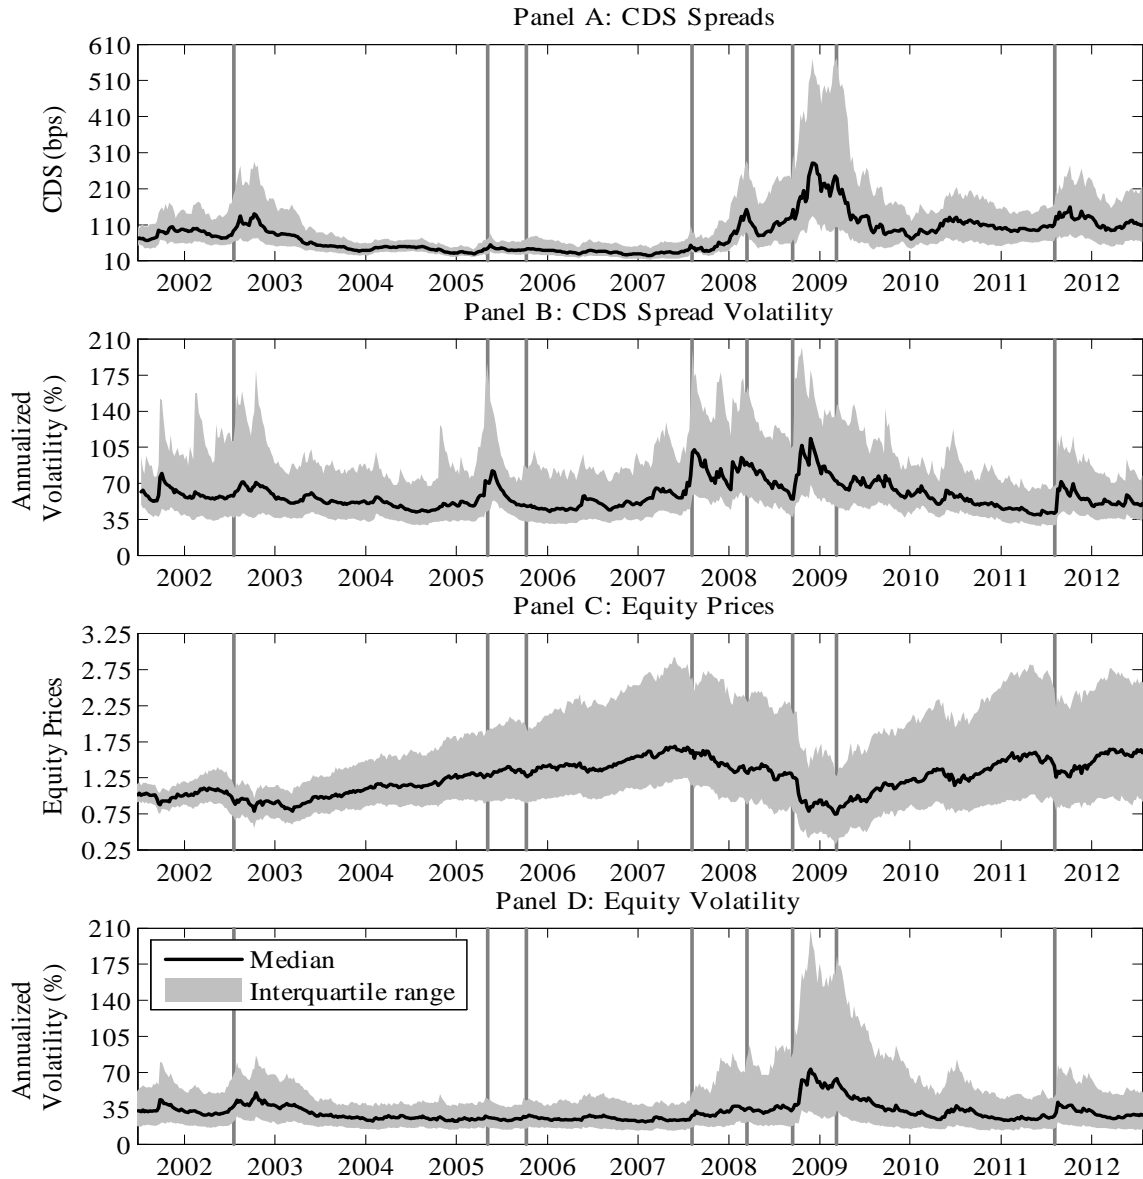 Panel A: CDS Spreads
CDS (bps)
610
510
410
310
210
110
10
2002 2003 2004 2005 2006 2007 2008 2009 2010 2011 2012
Panel B: CDS Spread Volatility
Annualized
Volatility (%)
210
175
140
105
70
35
0
2002 2003 2004 2005 2006 2007 2008 2009 2010 2011 2012
Panel C: Equity Prices
Equity Prices
3.25
2.75
2.25
1.75
1.25
0.75
0.25
2002 2003 2004 2005 2006 2007 2008 2009 2010 2011 2012
Panel D: Equity Volatility
Annualized
Volatility (%)
210
175
140
105
70
35
0
Median
Interquartile range
2002 2003 2004 2005 2006 2007 2008 2009 2010 2011 2012